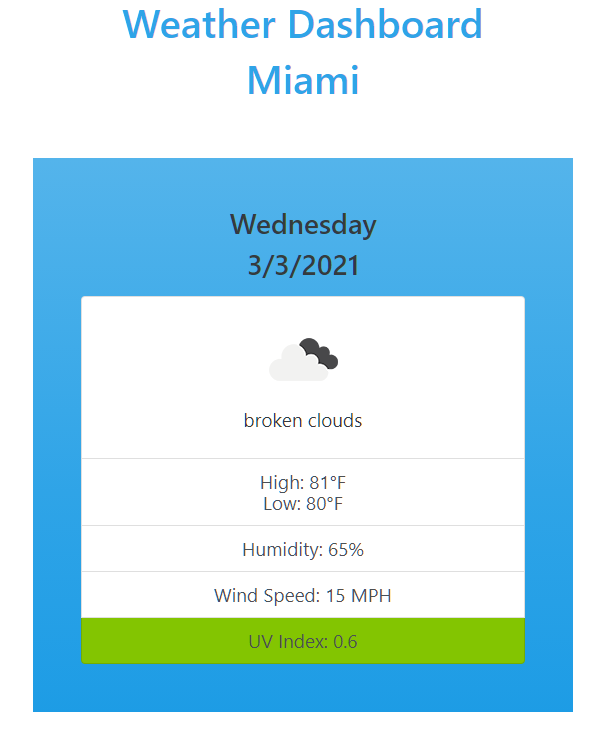 Weather Dashboard
Miami
Wednesday
3/3/2021
broken clouds
High: 81°F
Low: 80°F
Humidity: 65%
Wind Speed: 15 MPH
UV Index: 0.6